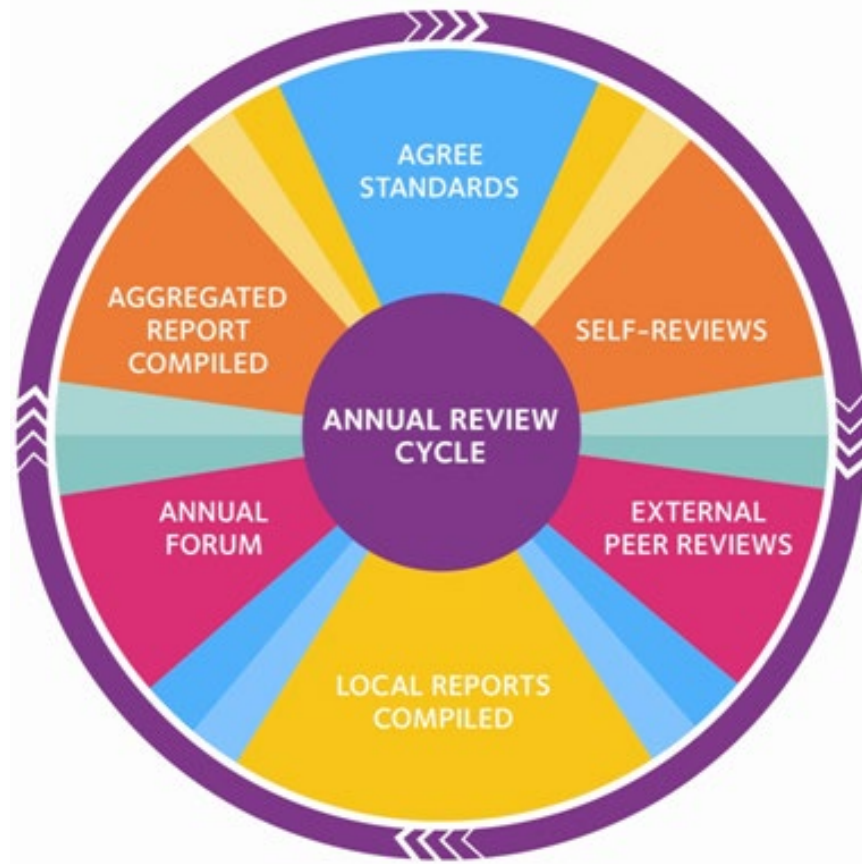 AGREE
STANDARDS
SELF-REVIEWS
EXTERNAL
PEER REVIEWS
LOCAL REPORTS
COMPILED
ANNUAL
FORUM
AGGREGATED
REPORT
COMPILED
ANNUAL REVIEW
CYCLE